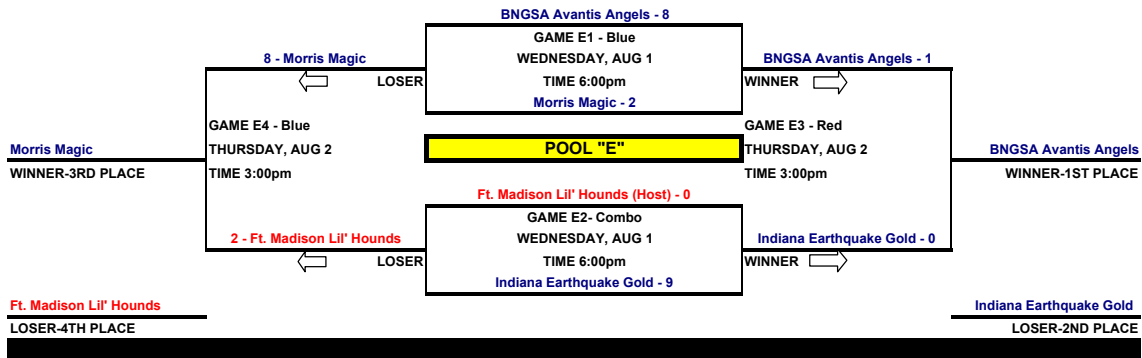 BNGSA Avantis Angels - 8
GAME E1 - Blue
8 - Morris Magic
WEDNESDAY, AUG 1
BNGSA Avantis Angels - 1
LOSER
TIME 6:00pm
WINNER
Morris Magic - 2
GAME E4 - Blue
GAME E3 - Red
Morris Magic
THURSDAY, AUG 2
POOL "E"
THURSDAY, AUG 2
BNGSA Avantis Angels
WINNER-3RD PLACE
TIME 3:00pm
TIME 3:00pm
WINNER-1ST PLACE
Ft. Madison Lil' Hounds (Host) - 0
GAME E2- Combo
2 - Ft. Madison Lil' Hounds
WEDNESDAY, AUG 1
Indiana Earthquake Gold - 0
LOSER
TIME 6:00pm
WINNER
Indiana Earthquake Gold - 9
Ft. Madison Lil' Hounds
Indiana Earthquake Gold
LOSER-4TH PLACE
LOSER-2ND PLACE